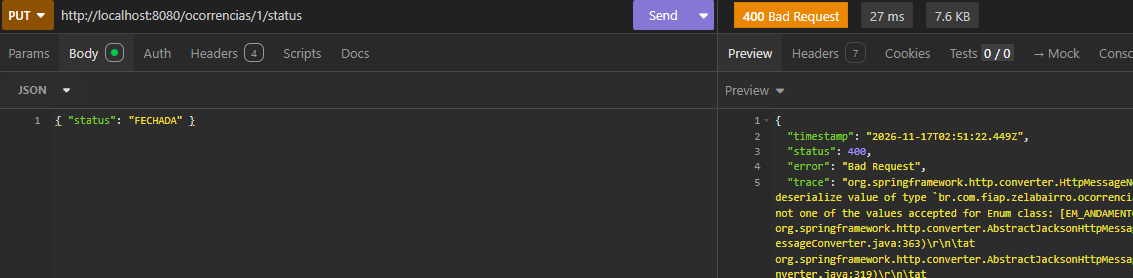 PUT http://localhost:8080/ocorrencias/1/status Send
400 Bad Request 27 ms 7.6 KB
Params Body Auth Headers 4 Scripts Docs
Preview Headers 7 Cookies Tests 0 / 0 → Mock Consc
JSON
Preview
1 { "status": "FECHADA" }
1 {
2 "timestamp": "2026-11-17T02:51:22.449Z",
3 "status": 400,
4 "error": "Bad Request",
5 "trace": "org.springframework.http.converter.HttpMessageN
deserialize value of type `br.com.fiap.zelabairro.ocorrenci
not one of the values accepted for Enum class: [EM_ANDAMENTO
org.springframework.http.converter.AbstractJacksonHttpMessag
essageConverter.java:363)\r\n\tat
org.springframework.http.converter.AbstractJacksonHttpMessag
nverter.java:319)\r\n\tat